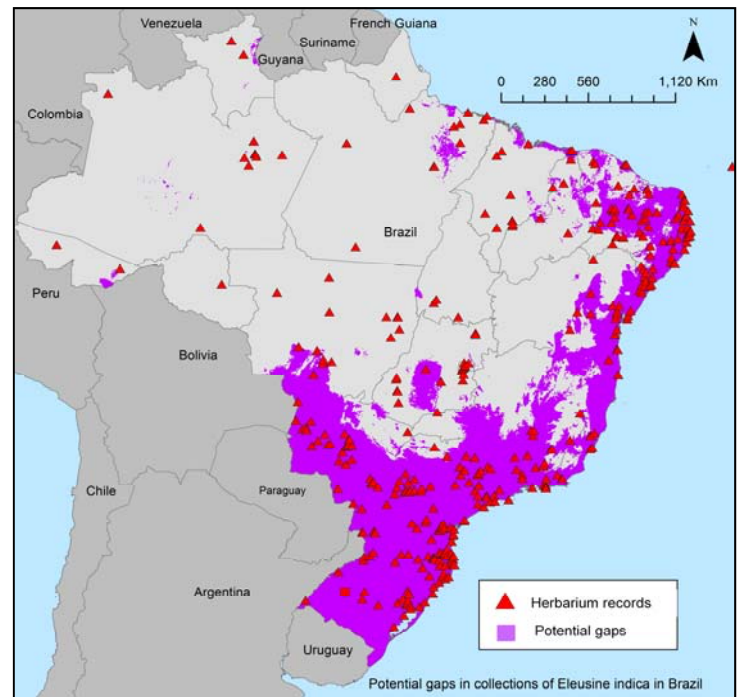 Venezuela
French Guiana
Suriname
Guyana
N
0 280 560 1,120 Km
Colombia
Brazil
Peru
Bolivia
Chile
Paraguay
Argentina
Uruguay
Herbarium records
Potential gaps
Potential gaps in collections of Eleusine indica in Brazil